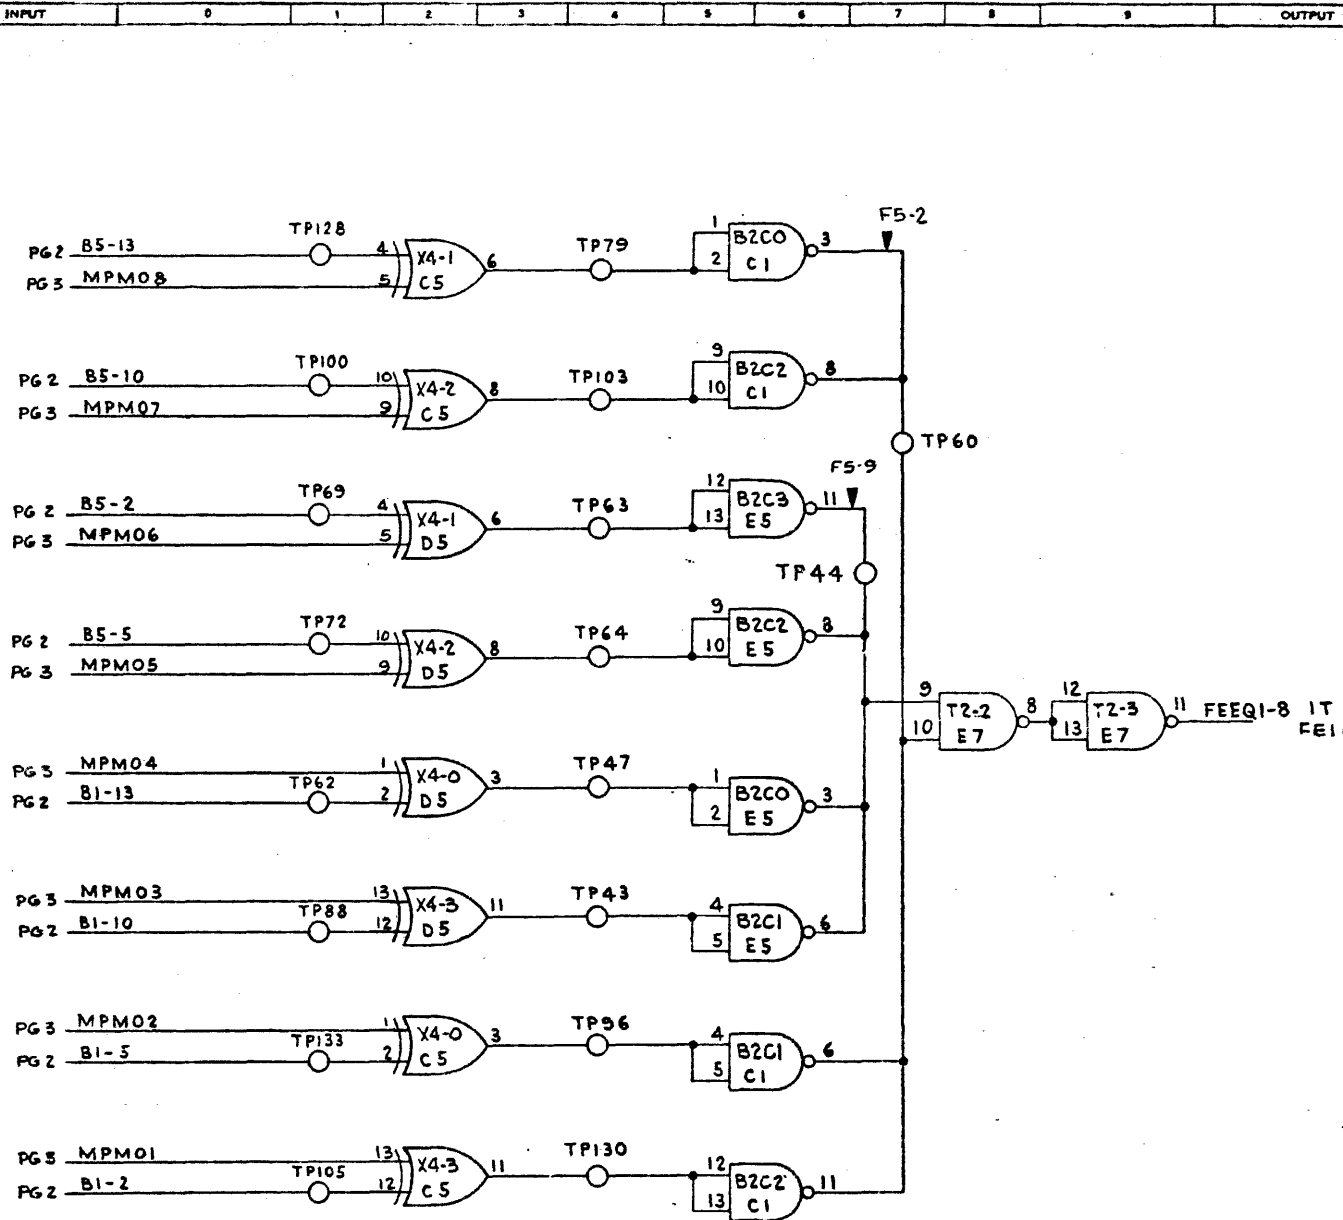 INPUT 0 1 2 3 4 5 6 7 8 9 OUTPUT
F5-2
PG2 B5-13 TP128 4 X4-1 6 TP79 1 B2C0 3
PG3 MPM08 5 C5 2 C1
PG2 B5-10 TP100 10 X4-2 8 TP103 9 B2C2 8
PG3 MPM07 9 C5 10 C1
TP60
F5-9
PG2 B5-2 TP69 4 X4-1 6 TP63 12 B2C3 11
PG3 MPM06 5 D5 13 E5
TP44
PG2 B5-5 TP72 10 X4-2 8 TP64 9 B2C2 8
PG3 MPM05 9 D5 10 E5
9 T2-2 8 12 T2-3 11 FEEQ1-8 1T
10 E7 13 E7 FE1
PG3 MPM04 1 X4-0 3 TP47 1 B2C0 3
PG2 B1-13 TP62 2 D5 2 E5
PG3 MPM03 13 X4-3 11 TP43 4 B2C1 6
PG2 B1-10 TP88 12 D5 5 E5
PG3 MPM02 1 X4-0 3 TP96 4 B2C1 6
PG2 B1-5 TP133 2 C5 5 C1
PG3 MPM01 13 X4-3 11 TP130 12 B2C2 11
PG2 B1-2 TP105 12 C5 13 C1